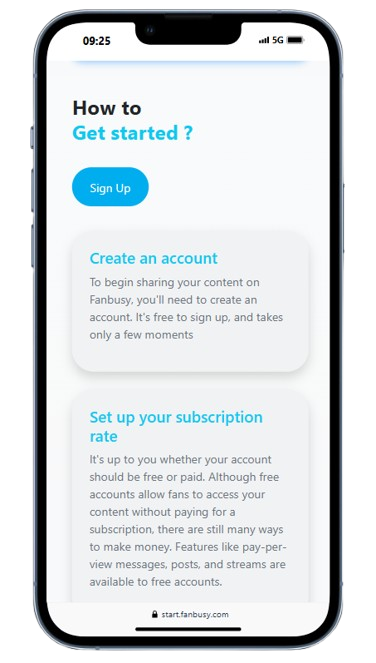 09:25
5G
How to
Get started ?
Sign Up
Create an account
To begin sharing your content on
Fanbusy, you'll need to create an
account. It's free to sign up, and takes
only a few moments
Set up your subscription
rate
It's up to you whether your account
should be free or paid. Although free
accounts allow fans to access your
content without paying for a
subscription, there are still many ways
to make money. Features like pay-per-
view messages, posts, and streams are
available to free accounts.
start.fanbusy.com